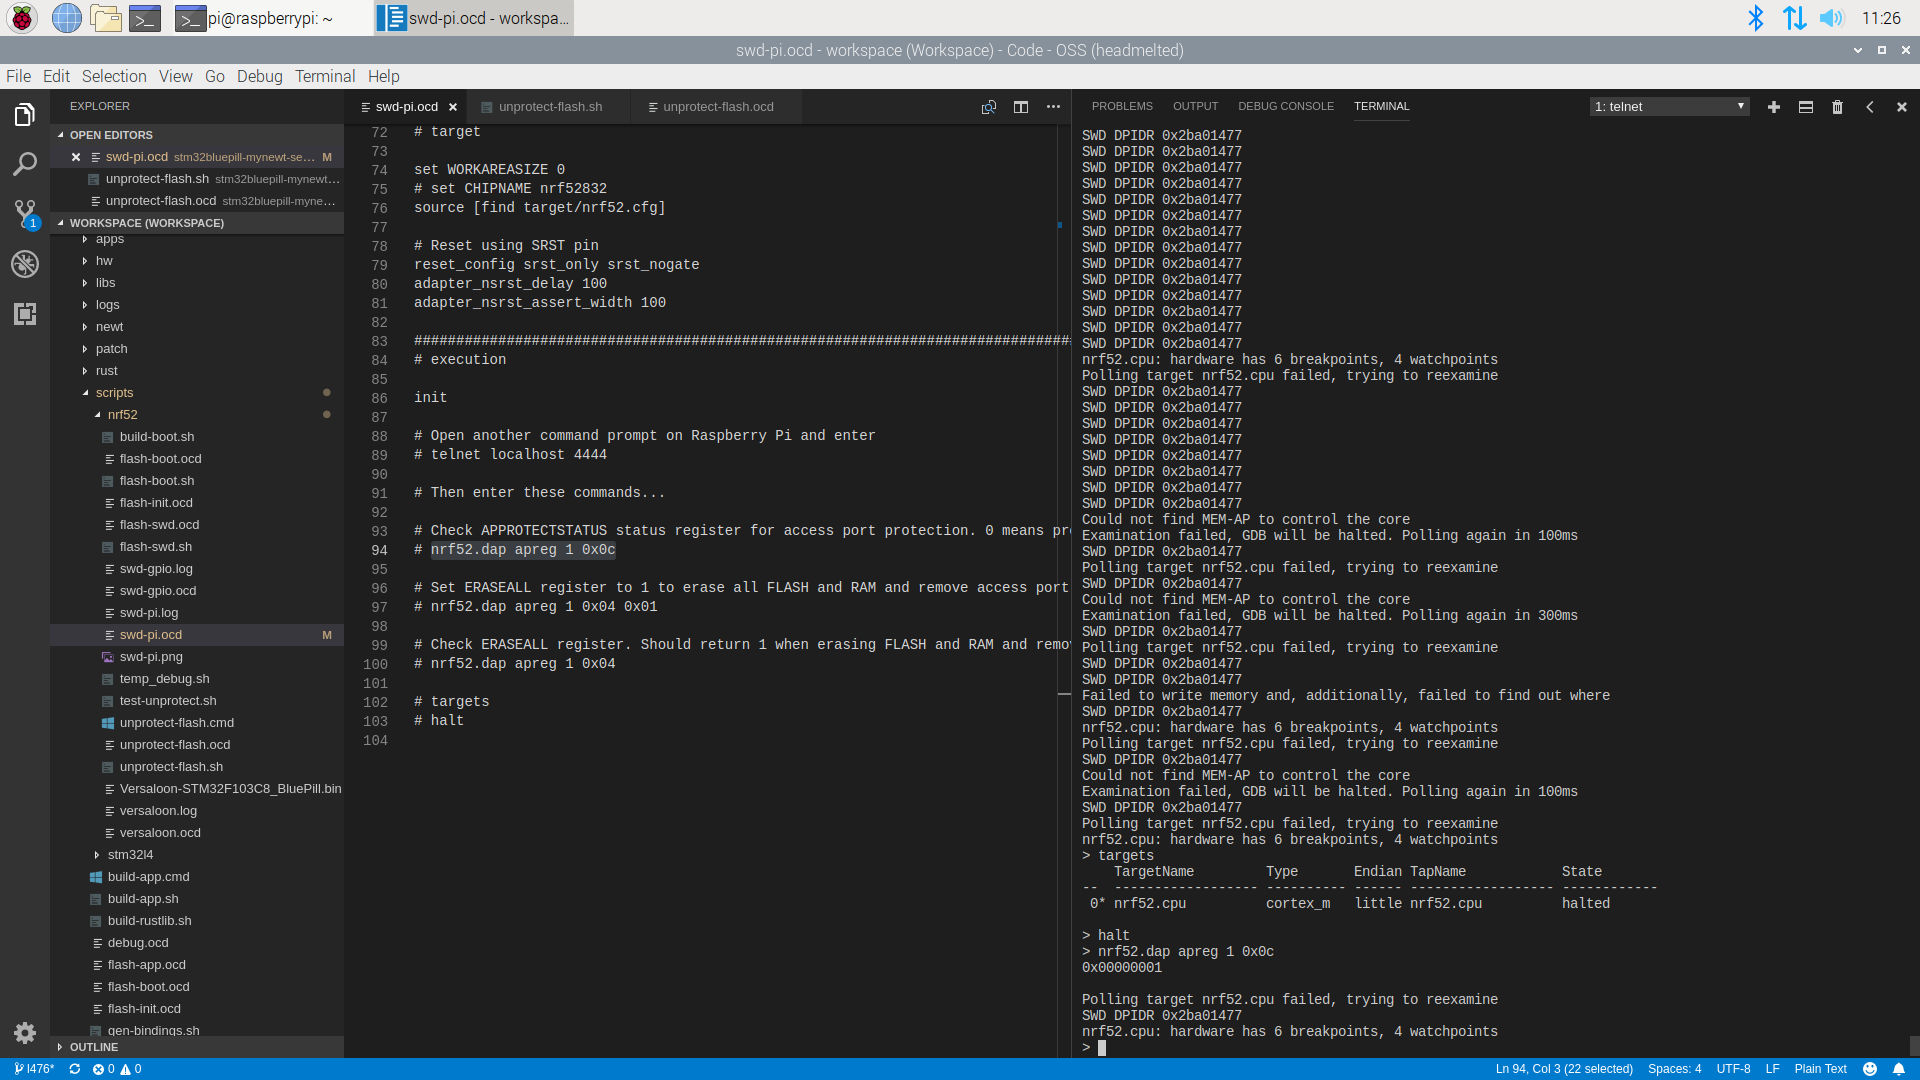 pi@raspberrypi: ~
swd-pi.ocd - workspa...
11:26
swd-pi.ocd - workspace (Workspace) - Code - OSS (headmelted)
File Edit Selection View Go Debug Terminal Help
EXPLORER
OPEN EDITORS
swd-pi.ocd stm32bluepill-mynewt-se... M
unprotect-flash.sh stm32bluepill-mynewt...
unprotect-flash.ocd stm32bluepill-myne...
WORKSPACE (WORKSPACE)
apps
hw
libs
logs
newt
patch
rust
scripts
nrf52
build-boot.sh
flash-boot.ocd
flash-boot.sh
flash-init.ocd
flash-swd.ocd
flash-swd.sh
swd-gpio.log
swd-gpio.ocd
swd-pi.log
swd-pi.ocd M
swd-pi.png
temp_debug.sh
test-unprotect.sh
unprotect-flash.cmd
unprotect-flash.ocd
unprotect-flash.sh
Versaloon-STM32F103C8_BluePill.bin
versaloon.log
versaloon.ocd
stm32l4
build-app.cmd
build-app.sh
build-rustlib.sh
debug.ocd
flash-app.ocd
flash-boot.ocd
flash-init.ocd
gen-bindings.sh
OUTLINE
swd-pi.ocd
unprotect-flash.sh
unprotect-flash.ocd
72 # target
73
74 set WORKAREASIZE 0
75 # set CHIPNAME nrf52832
76 source [find target/nrf52.cfg]
77
78 # Reset using SRST pin
79 reset_config srst_only srst_nogate
80 adapter_nsrst_delay 100
81 adapter_nsrst_assert_width 100
82
83 ##############################################################################
84 # execution
85
86 init
87
88 # Open another command prompt on Raspberry Pi and enter
89 # telnet localhost 4444
90
91 # Then enter these commands...
92
93 # Check APPROTECTSTATUS status register for access port protection. 0 means pr
94 # nrf52.dap apreg 1 0x0c
95
96 # Set ERASEALL register to 1 to erase all FLASH and RAM and remove access port
97 # nrf52.dap apreg 1 0x04 0x01
98
99 # Check ERASEALL register. Should return 1 when erasing FLASH and RAM and remo
100 # nrf52.dap apreg 1 0x04
101
102 # targets
103 # halt
104
PROBLEMS OUTPUT DEBUG CONSOLE TERMINAL
1: telnet
SWD DPIDR 0x2ba01477
SWD DPIDR 0x2ba01477
SWD DPIDR 0x2ba01477
SWD DPIDR 0x2ba01477
SWD DPIDR 0x2ba01477
SWD DPIDR 0x2ba01477
SWD DPIDR 0x2ba01477
SWD DPIDR 0x2ba01477
SWD DPIDR 0x2ba01477
SWD DPIDR 0x2ba01477
SWD DPIDR 0x2ba01477
SWD DPIDR 0x2ba01477
SWD DPIDR 0x2ba01477
SWD DPIDR 0x2ba01477
nrf52.cpu: hardware has 6 breakpoints, 4 watchpoints
Polling target nrf52.cpu failed, trying to reexamine
SWD DPIDR 0x2ba01477
SWD DPIDR 0x2ba01477
SWD DPIDR 0x2ba01477
SWD DPIDR 0x2ba01477
SWD DPIDR 0x2ba01477
SWD DPIDR 0x2ba01477
SWD DPIDR 0x2ba01477
SWD DPIDR 0x2ba01477
Could not find MEM-AP to control the core
Examination failed, GDB will be halted. Polling again in 100ms
SWD DPIDR 0x2ba01477
Polling target nrf52.cpu failed, trying to reexamine
SWD DPIDR 0x2ba01477
Could not find MEM-AP to control the core
Examination failed, GDB will be halted. Polling again in 300ms
SWD DPIDR 0x2ba01477
Polling target nrf52.cpu failed, trying to reexamine
SWD DPIDR 0x2ba01477
SWD DPIDR 0x2ba01477
Failed to write memory and, additionally, failed to find out where
SWD DPIDR 0x2ba01477
nrf52.cpu: hardware has 6 breakpoints, 4 watchpoints
Polling target nrf52.cpu failed, trying to reexamine
SWD DPIDR 0x2ba01477
Could not find MEM-AP to control the core
Examination failed, GDB will be halted. Polling again in 100ms
SWD DPIDR 0x2ba01477
Polling target nrf52.cpu failed, trying to reexamine
nrf52.cpu: hardware has 6 breakpoints, 4 watchpoints
> targets
TargetName Type Endian TapName State
-- ------------------ ---------- ------ ------------------ ------------
0* nrf52.cpu cortex_m little nrf52.cpu halted
> halt
> nrf52.dap apreg 1 0x0c
0x00000001
Polling target nrf52.cpu failed, trying to reexamine
SWD DPIDR 0x2ba01477
nrf52.cpu: hardware has 6 breakpoints, 4 watchpoints
>
1
l476* 0 0
Ln 94, Col 3 (22 selected) Spaces: 4 UTF-8 LF Plain Text